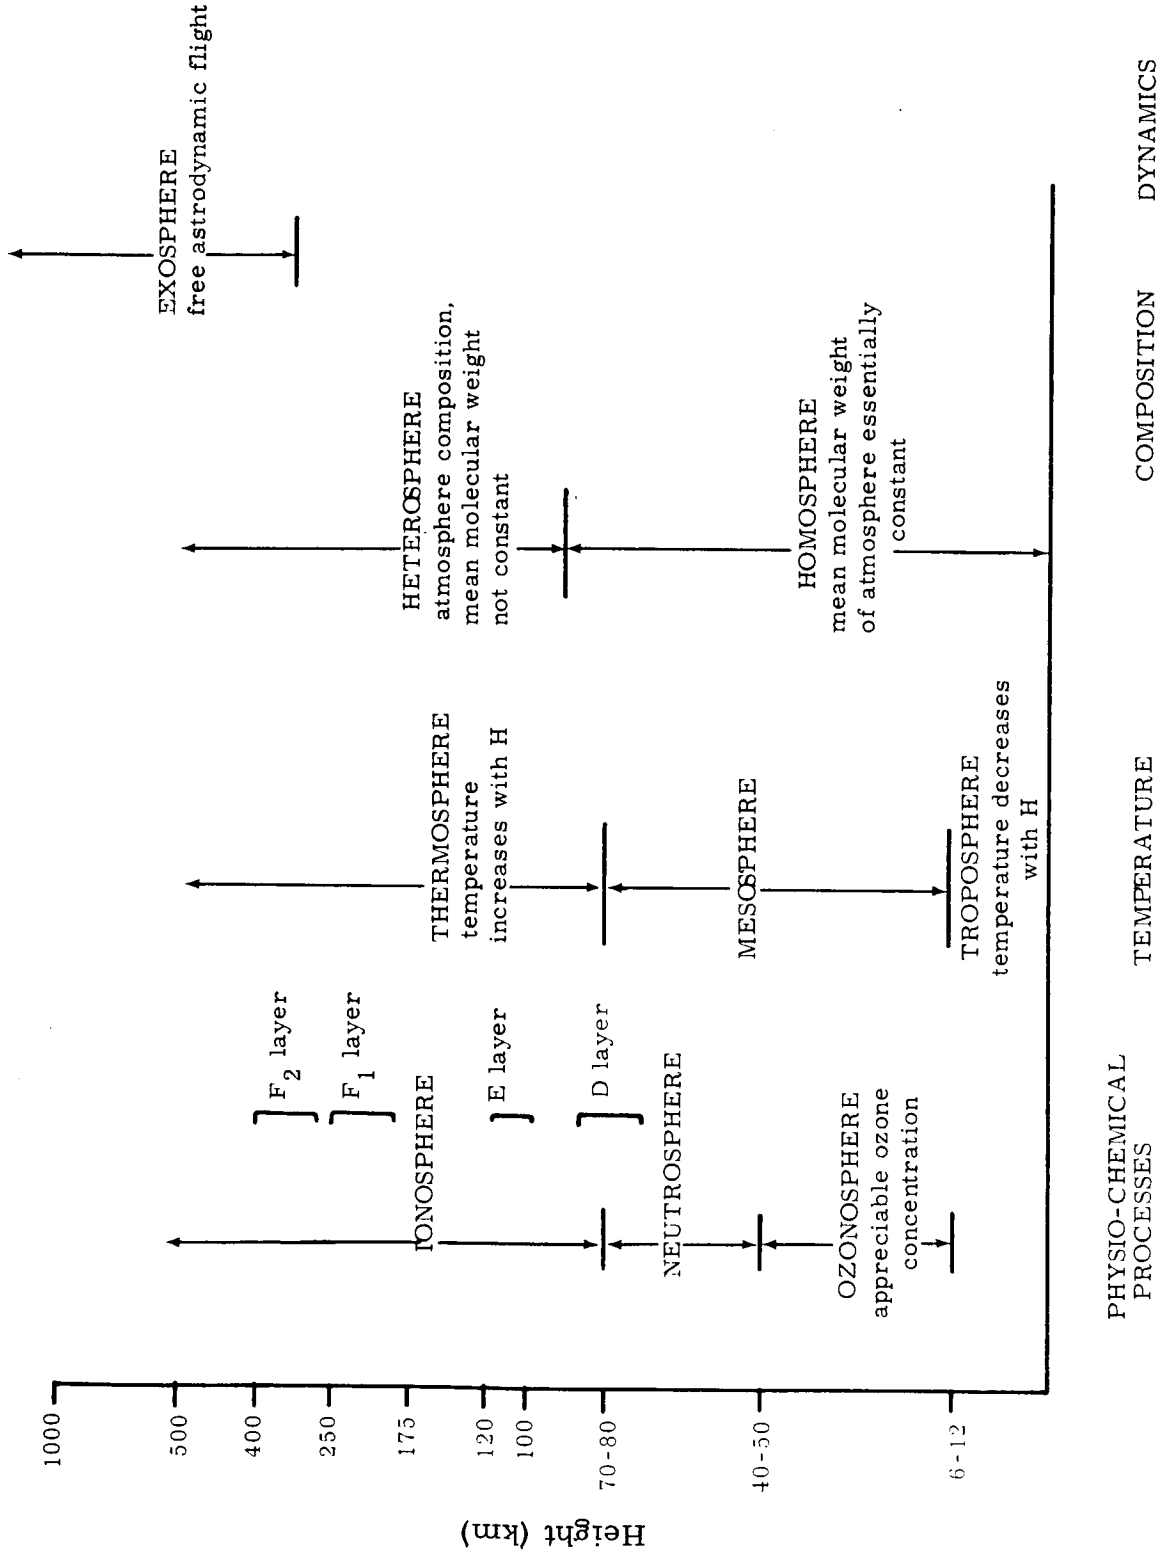 Height (km)
1000
500
400
250
175
120
100
70-80
40-50
6-12
F2 layer
F1 layer
IONOSPHERE
E layer
D layer
NEUTROSPHERE
OZONOSPHERE
appreciable ozone
concentration
PHYSIO-CHEMICAL
PROCESSES
THERMOSPHERE
temperature
increases with H
MESOSPHERE
TROPOSPHERE
temperature decreases
with H
TEMPERATURE
HETEROSPHERE
atmosphere composition,
mean molecular weight
not constant
HOMOSPHERE
mean molecular weight
of atmosphere essentially
constant
COMPOSITION
EXOSPHERE
free astrodynamic flight
DYNAMICS